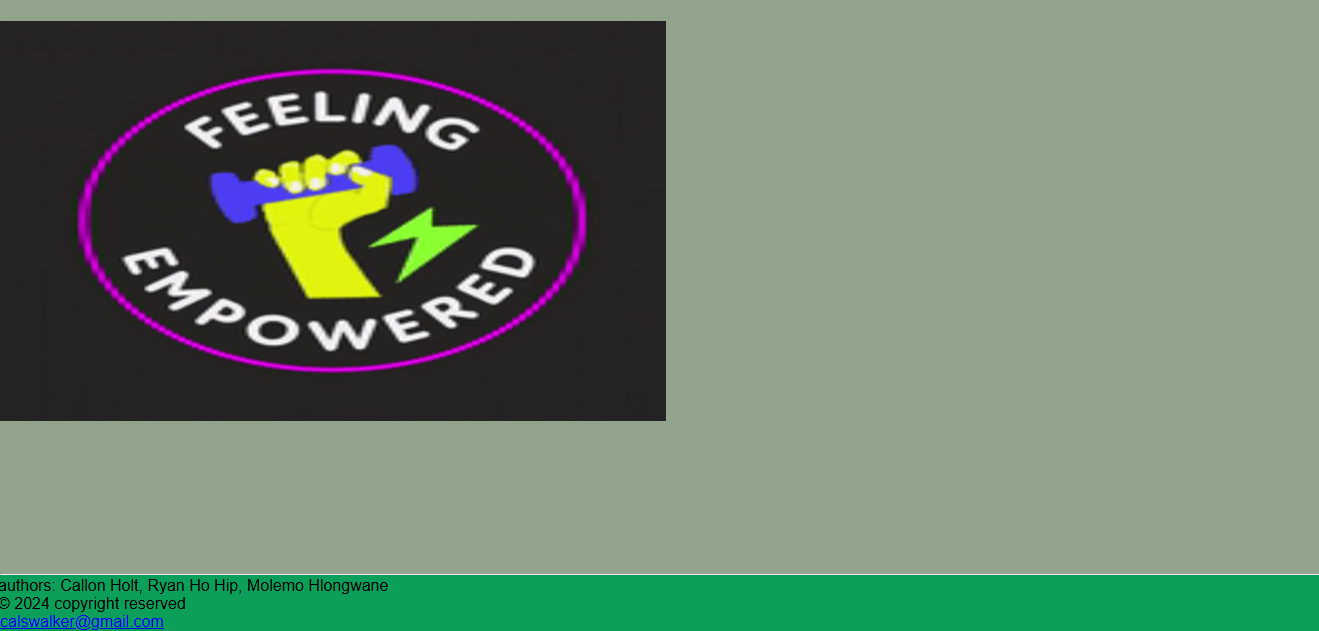 FEELING
EMPOWERED
authors: Callon Holt, Ryan Ho Hip, Molemo Hlongwane
© 2024 copyright reserved
calswalker@gmail.com